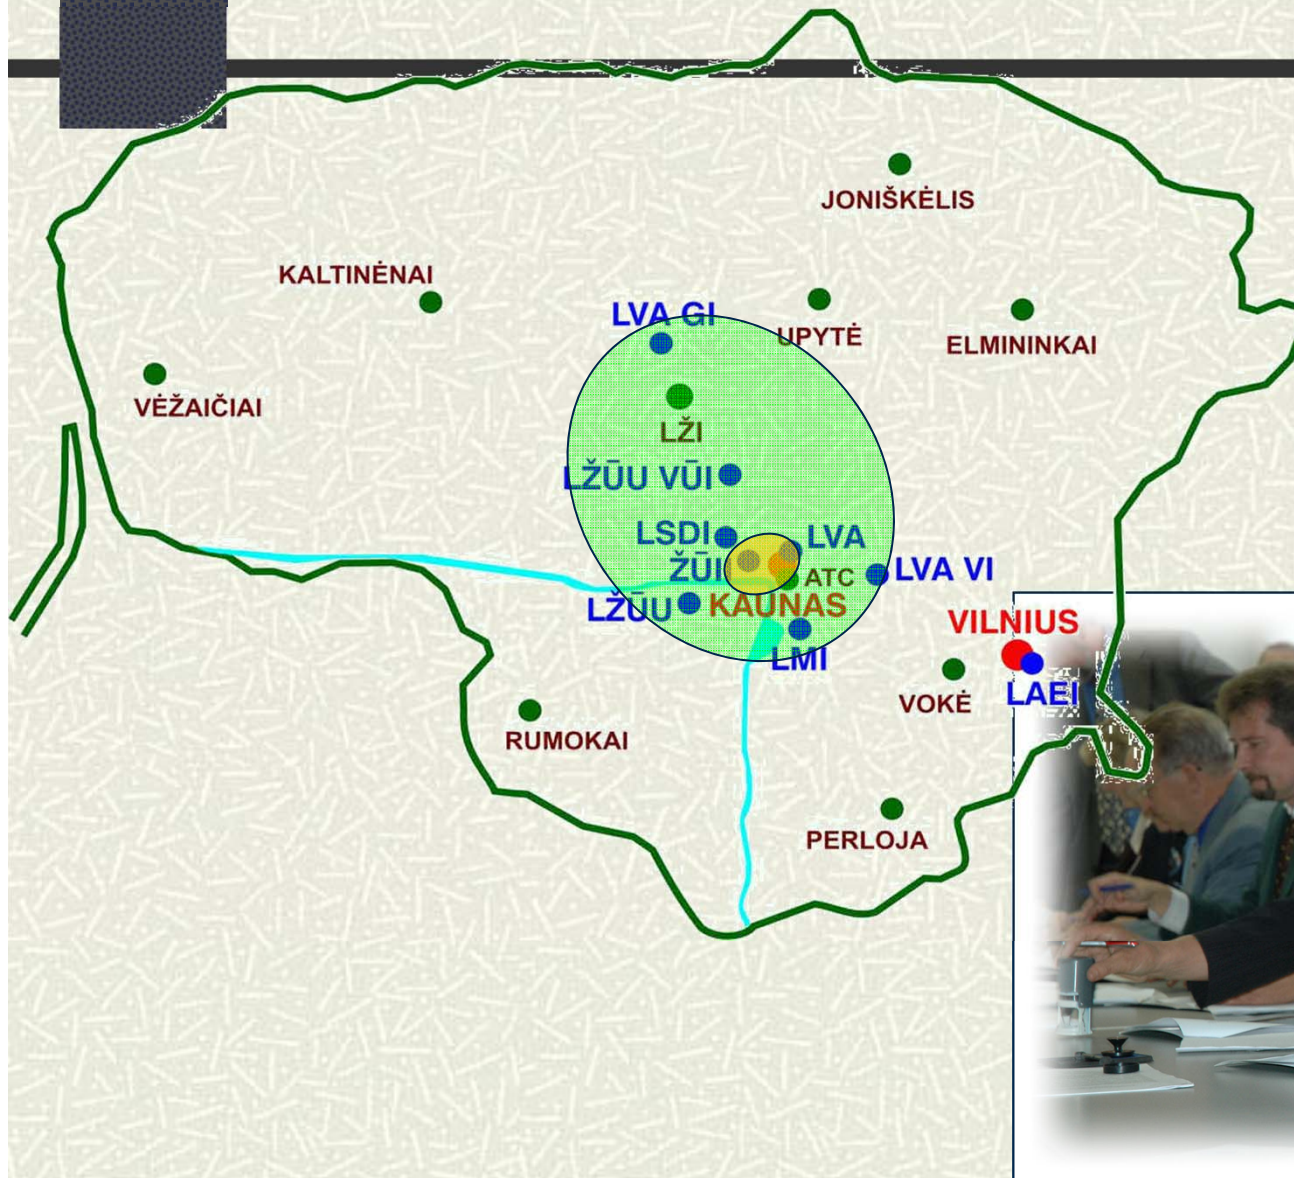 JONIŠKĖLIS
KALTINĖNAI
LVA GI
UPYTĖ
ELMININKAI
VĖŽAIČIAI
LŽI
LŽŪU VŪI
LSDI
LVA
ŽŪI
ATC
LVA VI
LŽŪU
KAUNAS
VILNIUS
LMI
LAEI
VOKĖ
RUMOKAI
PERLOJA